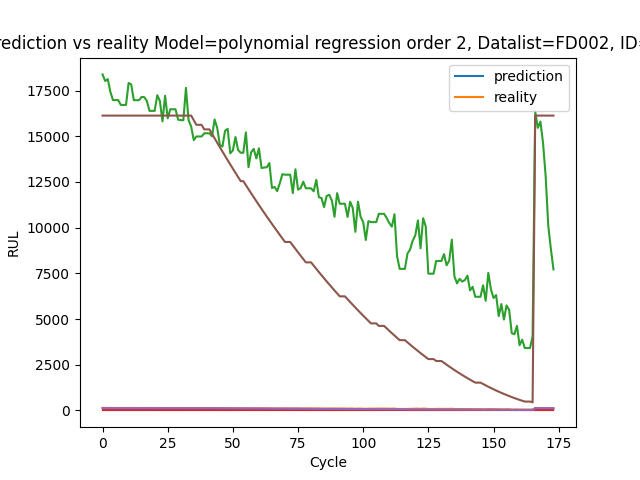 rediction vs reality Model=polynomial regression order 2, Datalist=FD002, ID=
prediction
reality
17500
15000
12500
10000
7500
5000
2500
0
RUL
0 25 50 75 100 125 150 175
Cycle